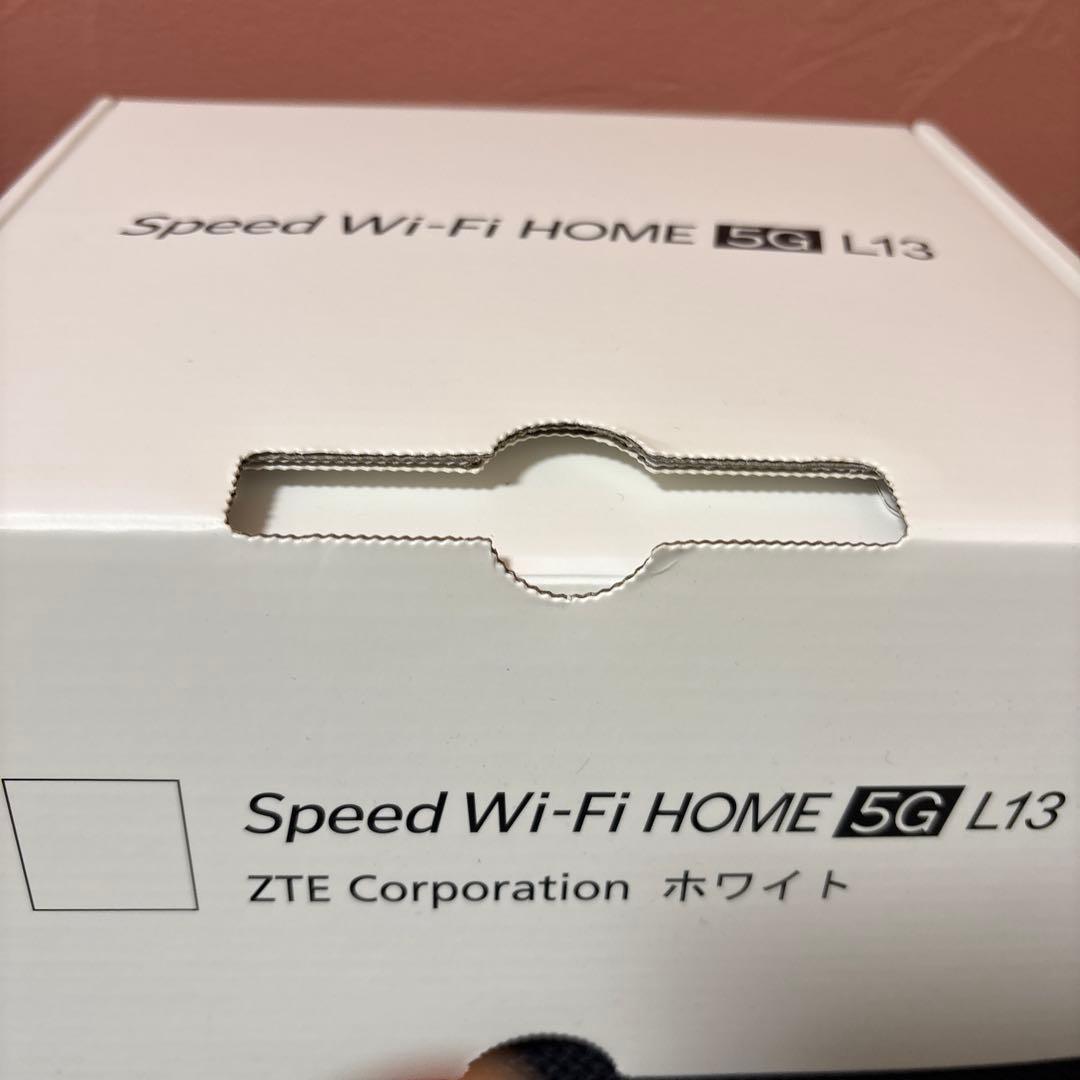 Speed Wi-Fi HOME 5G L13
Speed Wi-Fi HOME 5G L13
ZTE Corporation ホワイト